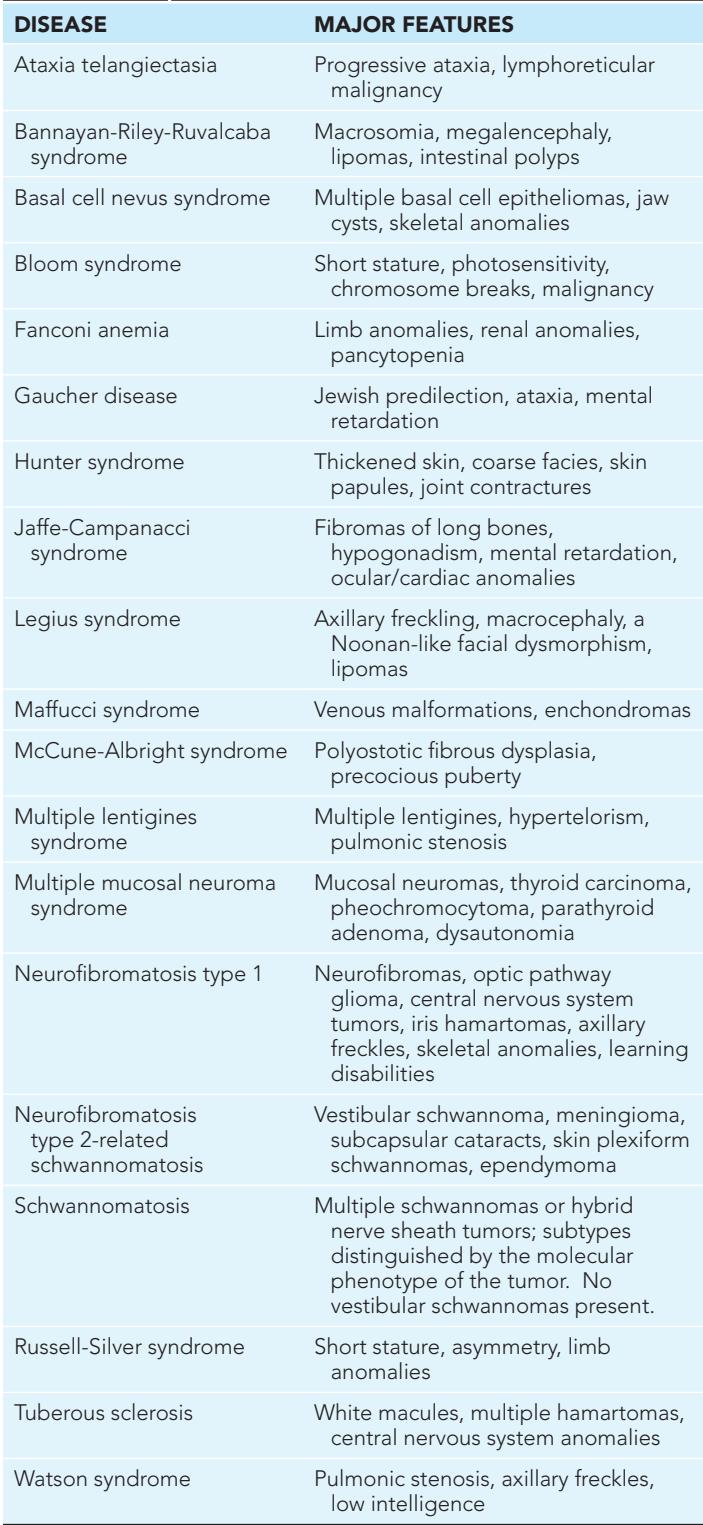 DISEASE MAJOR FEATURES
Ataxia telangiectasia Progressive ataxia, lymphoreticular
malignancy
Bannayan-Riley-Ruvalcaba Macrosomia, megalencephaly,
syndrome lipomas, intestinal polyps
Basal cell nevus syndrome Multiple basal cell epitheliomas, jaw
cysts, skeletal anomalies
Bloom syndrome Short stature, photosensitivity,
chromosome breaks, malignancy
Fanconi anemia Limb anomalies, renal anomalies,
pancytopenia
Gaucher disease Jewish predilection, ataxia, mental
retardation
Hunter syndrome Thickened skin, coarse facies, skin
papules, joint contractures
Jaffe-Campanacci Fibromas of long bones,
syndrome hypogonadism, mental retardation,
ocular/cardiac anomalies
Legius syndrome Axillary freckling, macrocephaly, a
Noonan-like facial dysmorphism,
lipomas
Maffucci syndrome Venous malformations, enchondromas
McCune-Albright syndrome Polyostotic fibrous dysplasia,
precocious puberty
Multiple lentigines Multiple lentigines, hypertelorism,
syndrome pulmonic stenosis
Multiple mucosal neuroma Mucosal neuromas, thyroid carcinoma,
syndrome pheochromocytoma, parathyroid
adenoma, dysautonomia
Neurofibromatosis type 1 Neurofibromas, optic pathway
glioma, central nervous system
tumors, iris hamartomas, axillary
freckles, skeletal anomalies, learning
disabilities
Neurofibromatosis Vestibular schwannoma, meningioma,
type 2-related subcapsular cataracts, skin plexiform
schwannomatosis schwannomas, ependymoma
Schwannomatosis Multiple schwannomas or hybrid
nerve sheath tumors; subtypes
distinguished by the molecular
phenotype of the tumor. No
vestibular schwannomas present.
Russell-Silver syndrome Short stature, asymmetry, limb
anomalies
Tuberous sclerosis White macules, multiple hamartomas,
central nervous system anomalies
Watson syndrome Pulmonic stenosis, axillary freckles,
low intelligence